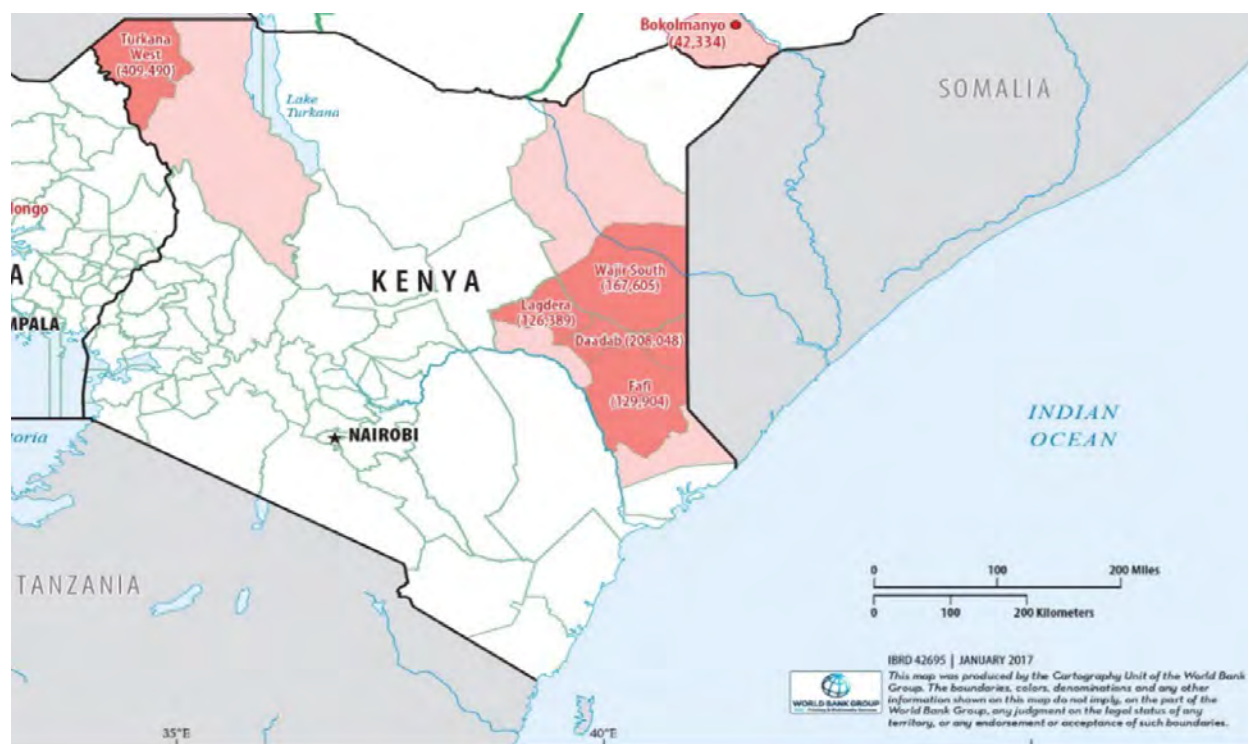 Bokolmanyo
(42,334)
Turkana
West
(409,490)
SOMALIA
Lake
Turkana
longo
KENYA
Wajir South
(167,605)
Lagdera
(126,389)
A
MPALA
Daadab (208,048)
Fafi
(129,904)
INDIAN
OCEAN
toria
NAIROBI
TANZANIA
0 100 200 Miles
0 100 200 Kilometers
IBRD 42695 | JANUARY 2017
This map was produced by the Cartography Unit of the World Bank
Group. The boundaries, colors, denominations and any other
information shown on this map do not imply, on the part of the
World Bank Group, any judgment on the legal status of any
territory, or any endorsement or acceptance of such boundaries.
WORLD BANK GROUP
35°E
40°E